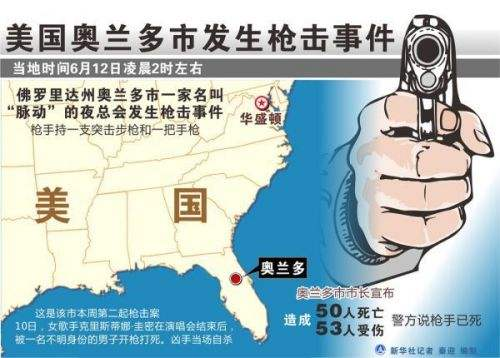 美国奥兰多市发生枪击事件
当地时间6月12日凌晨2时左右
佛罗里达州奥兰多市一家名叫
“脉动”的夜总会发生枪击事件
枪手持一支突击步枪和一把手枪
华盛顿
美 国
奥兰多
奥兰多市市长宣布
造成 50人死亡
53人受伤
警方说枪手已死
这是该市本周第二起枪击案
10日，女歌手克里斯蒂娜·圭密在演唱会结束后，
被一名不明身份的男子开枪打死。凶手当场自杀
新华社记者 秦迎 编制